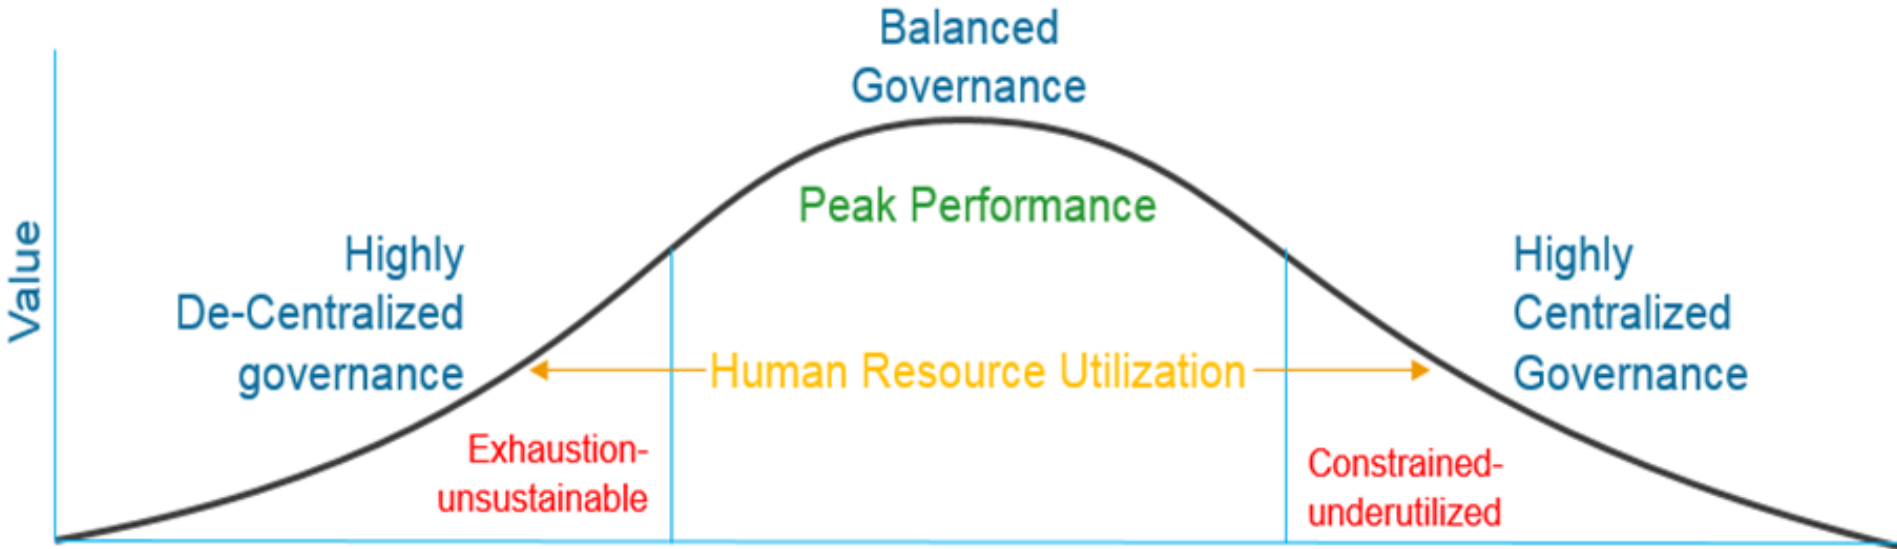 Balanced
Governance
Peak Performance
Value
Highly
De-Centralized
governance
Highly
Centralized
Governance
Human Resource Utilization
Exhaustion-
unsustainable
Constrained-
underutilized